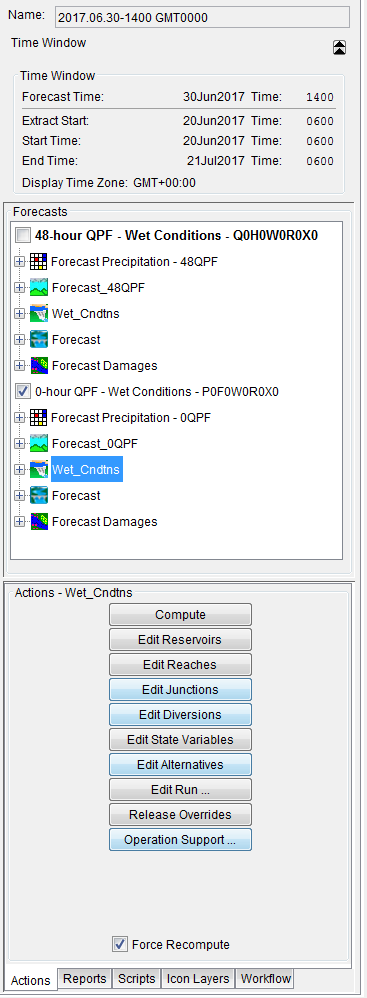 Name: 2017.06.30-1400 GMT0000
Time Window
Time Window
Forecast Time: 30Jun2017 Time: 1400
Extract Start: 20Jun2017 Time: 0600
Start Time: 20Jun2017 Time: 0600
End Time: 21Jul2017 Time: 0600
Display Time Zone: GMT+00:00
Forecasts
48-hour QPF - Wet Conditions - Q0H0W0R0X0
Forecast Precipitation - 48QPF
Forecast_48QPF
Wet_Cndtns
Forecast
Forecast Damages
0-hour QPF - Wet Conditions - P0F0W0R0X0
Forecast Precipitation - 0QPF
Forecast_0QPF
Wet_Cndtns
Forecast
Forecast Damages
Actions - Wet_Cndtns
Compute
Edit Reservoirs
Edit Reaches
Edit Junctions
Edit Diversions
Edit State Variables
Edit Alternatives
Edit Run ...
Release Overrides
Operation Support ...
Force Recompute
Actions Reports Scripts Icon Layers Workflow